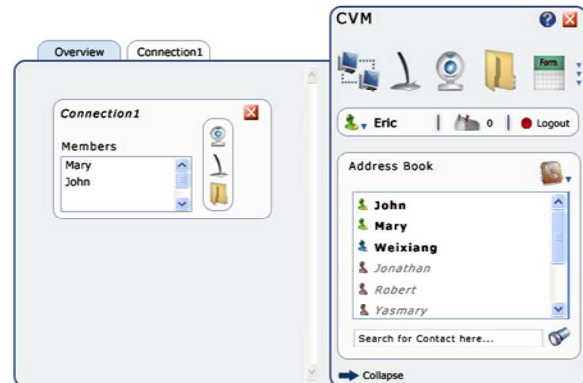 Overview
Connection1
Connection1
Members
Mary
John
CVM
Form
Eric
0
Logout
Address Book
John
Mary
Weixiang
Jonathan
Robert
Yasmary
Search for Contact here...
Collapse